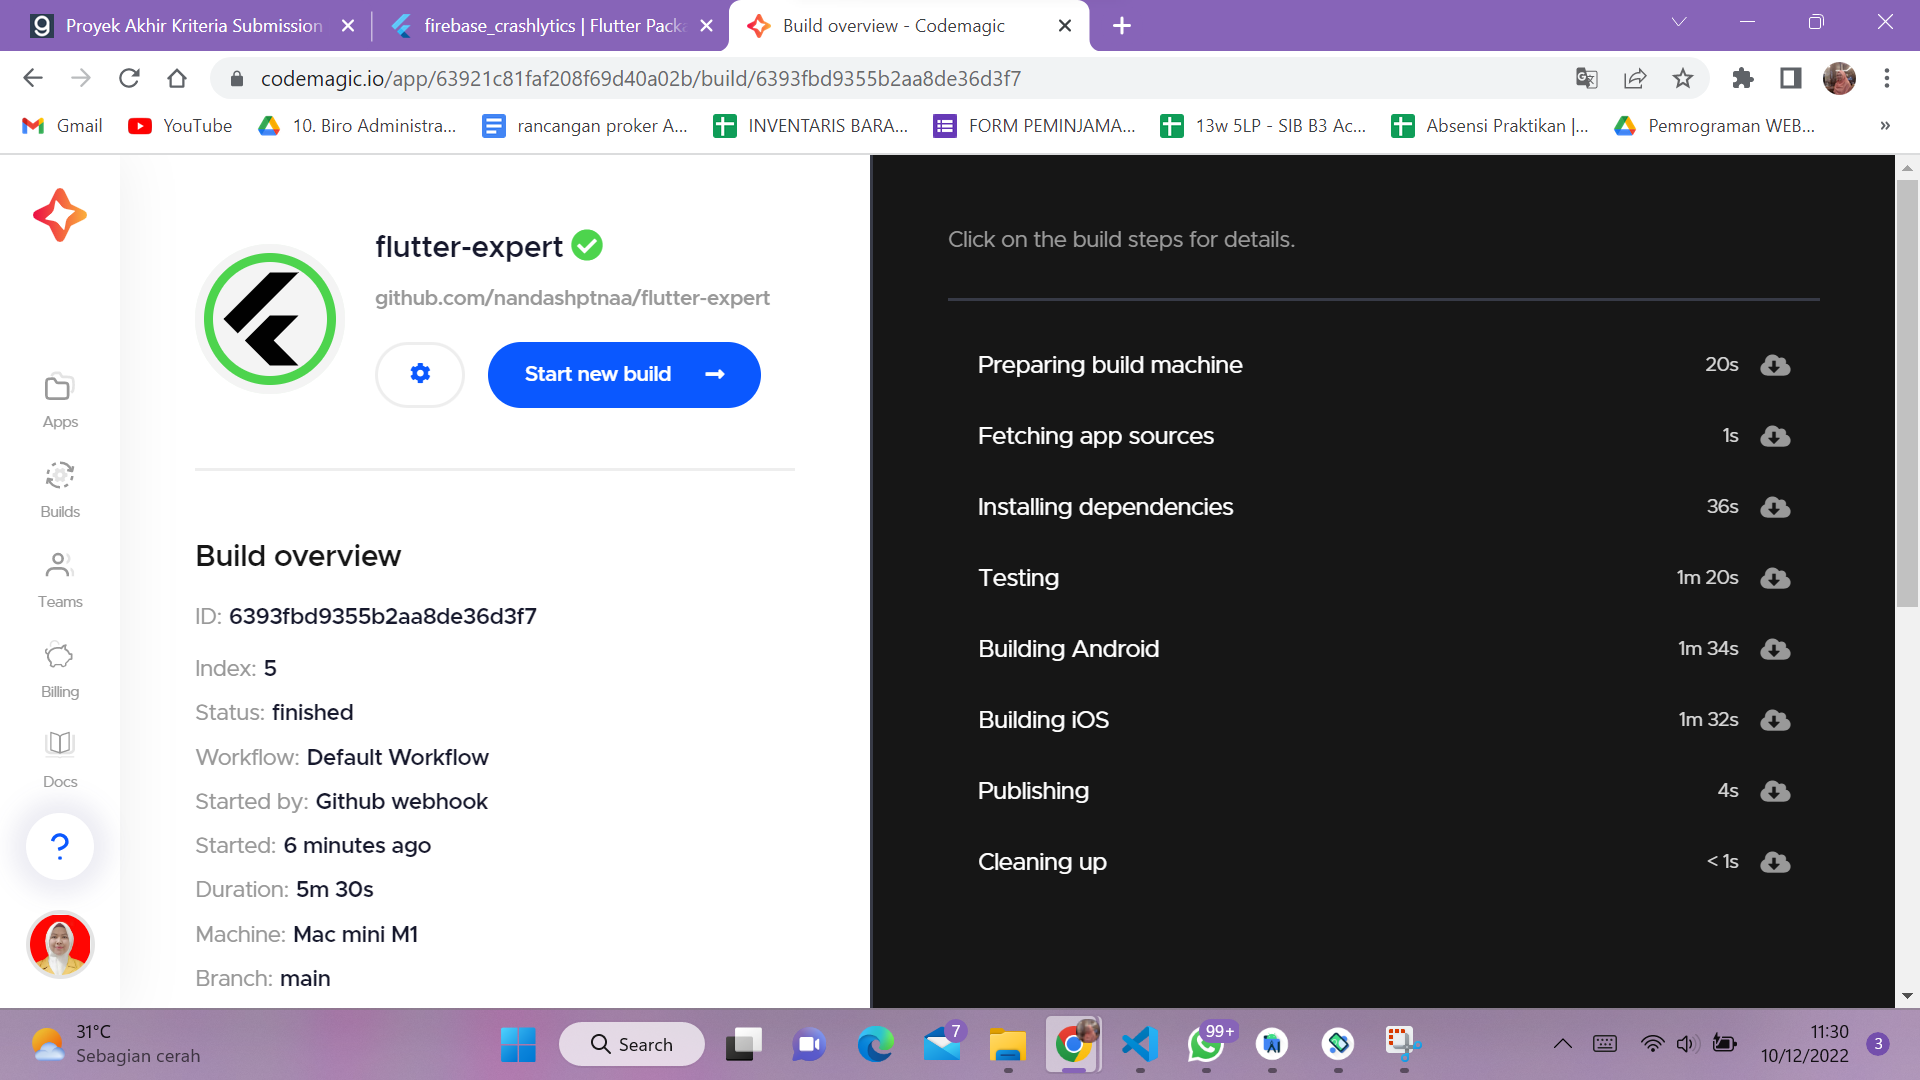 Proyek Akhir Kriteria Submission
firebase_crashlytics | Flutter Packa
Build overview - Codemagic
codemagic.io/app/63921c81faf208f69d40a02b/build/6393fbd9355b2aa8de36d3f7
Gmail
YouTube
10. Biro Administra...
rancangan proker A...
INVENTARIS BARA...
FORM PEMINJAMA...
13w 5LP - SIB B3 Ac...
Absensi Praktikan |...
Pemrograman WEB...
»
Apps
Builds
Teams
Billing
Docs
?
flutter-expert
github.com/nandashptnaa/flutter-expert
Start new build
Build overview
ID: 6393fbd9355b2aa8de36d3f7
Index: 5
Status: finished
Workflow: Default Workflow
Started by: Github webhook
Started: 6 minutes ago
Duration: 5m 30s
Machine: Mac mini M1
Branch: main
Click on the build steps for details.
Preparing build machine 20s
Fetching app sources 1s
Installing dependencies 36s
Testing 1m 20s
Building Android 1m 34s
Building iOS 1m 32s
Publishing 4s
Cleaning up < 1s
31°C
Sebagian cerah
Search
7
99+
11:30
10/12/2022
3